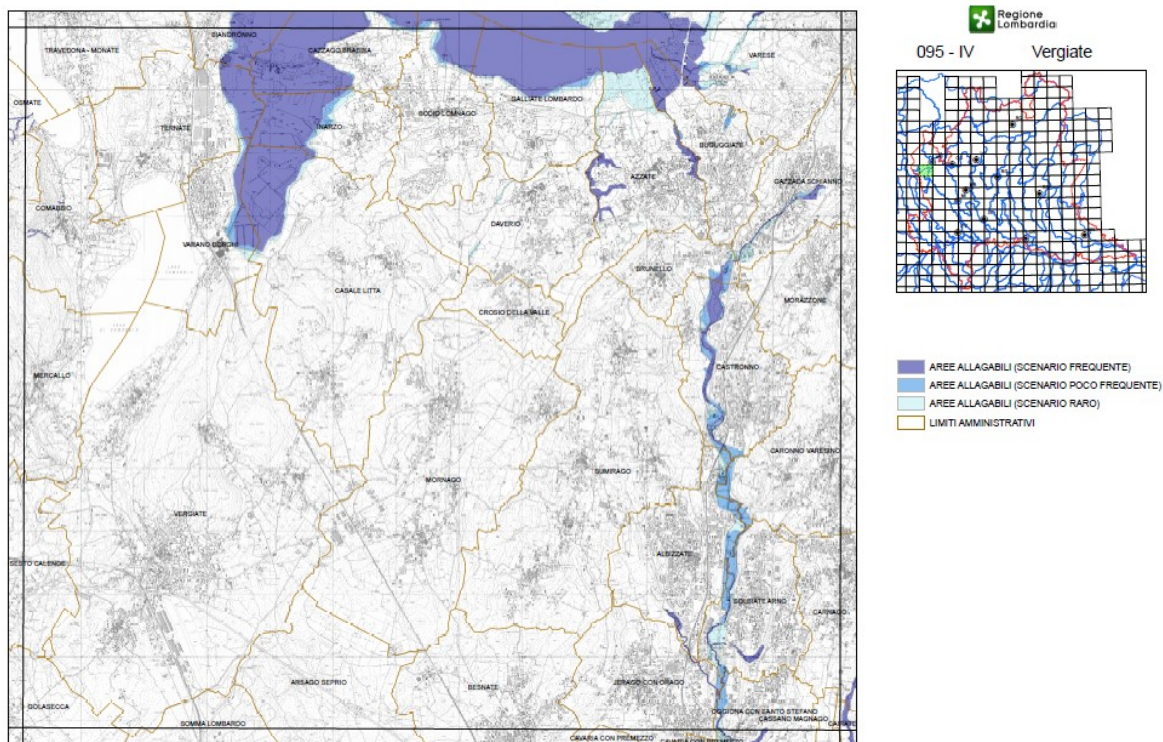 Regione
Lombardia
095 - IV Vergiate
AREE ALLAGABILI (SCENARIO FREQUENTE)
AREE ALLAGABILI (SCENARIO POCO FREQUENTE)
AREE ALLAGABILI (SCENARIO RARO)
LIMITI AMMINISTRATIVI
BIANDRONNO
TRAVEDONA - MONATE
CAZZAGO BRABBIA
VARESE
OSMATE
GALLIATE LOMBARDO
TERNATE
INARZO
BUGUGGIATE
AZZATE
GAZZADA SCHIANNO
COMABBIO
DAVERIO
VARANO BORGHI
BRUNELLO
CASALE LITTA
MORAZZONE
CROSIO DELLA VALLE
CASTRONNO
MERCALLO
CARONNO VARESINO
SUMIRAGO
MORNAGO
VERGIATE
ALBIZZATE
SESTO CALENDE
SOLBIATE ARNO
CARNAGO
ARSAGO SEPRIO
BESNATE
JERAGO CON ORAGO
GOLASECCA
OGGIONA CON SANTO STEFANO
SOMMA LOMBARDO
CASSANO MAGNAGO
CAVARIA CON PREMEZZO
CAVARIA CON PREMEZZO